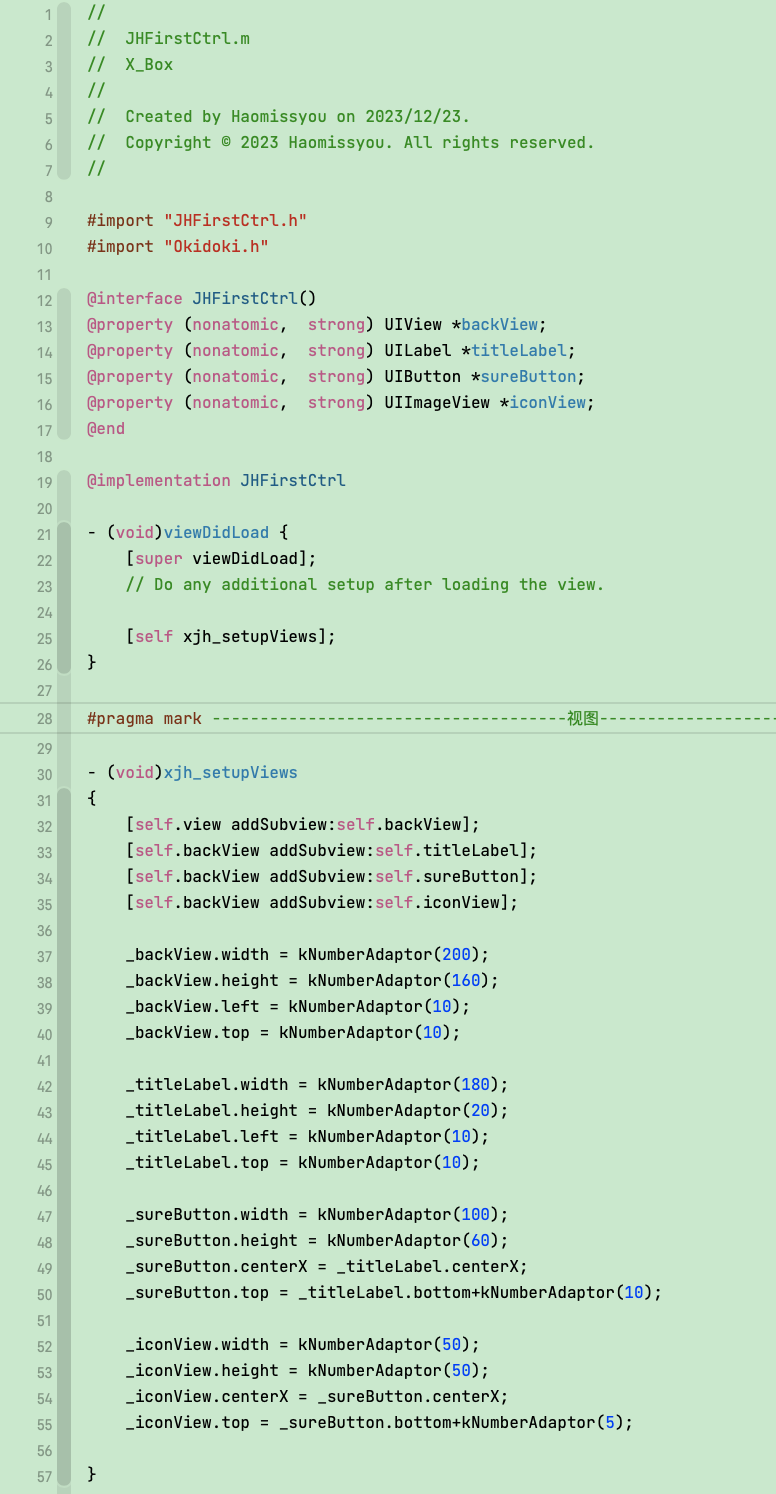 1 //
2 //  JHFirstCtrl.m
3 //  X_Box
4 //
5 //  Created by Haomissyou on 2023/12/23.
6 //  Copyright © 2023 Haomissyou. All rights reserved.
7 //
8
9 #import "JHFirstCtrl.h"
10 #import "Okidoki.h"
11
12 @interface JHFirstCtrl()
13 @property (nonatomic,  strong) UIView *backView;
14 @property (nonatomic,  strong) UILabel *titleLabel;
15 @property (nonatomic,  strong) UIButton *sureButton;
16 @property (nonatomic,  strong) UIImageView *iconView;
17 @end
18
19 @implementation JHFirstCtrl
20
21 - (void)viewDidLoad {
22     [super viewDidLoad];
23     // Do any additional setup after loading the view.
24
25     [self xjh_setupViews];
26 }
27
28 #pragma mark -------------------------------------视图-------------------
29
30 - (void)xjh_setupViews
31 {
32     [self.view addSubview:self.backView];
33     [self.backView addSubview:self.titleLabel];
34     [self.backView addSubview:self.sureButton];
35     [self.backView addSubview:self.iconView];
36
37     _backView.width = kNumberAdaptor(200);
38     _backView.height = kNumberAdaptor(160);
39     _backView.left = kNumberAdaptor(10);
40     _backView.top = kNumberAdaptor(10);
41
42     _titleLabel.width = kNumberAdaptor(180);
43     _titleLabel.height = kNumberAdaptor(20);
44     _titleLabel.left = kNumberAdaptor(10);
45     _titleLabel.top = kNumberAdaptor(10);
46
47     _sureButton.width = kNumberAdaptor(100);
48     _sureButton.height = kNumberAdaptor(60);
49     _sureButton.centerX = _titleLabel.centerX;
50     _sureButton.top = _titleLabel.bottom+kNumberAdaptor(10);
51
52     _iconView.width = kNumberAdaptor(50);
53     _iconView.height = kNumberAdaptor(50);
54     _iconView.centerX = _sureButton.centerX;
55     _iconView.top = _sureButton.bottom+kNumberAdaptor(5);
56
57 }